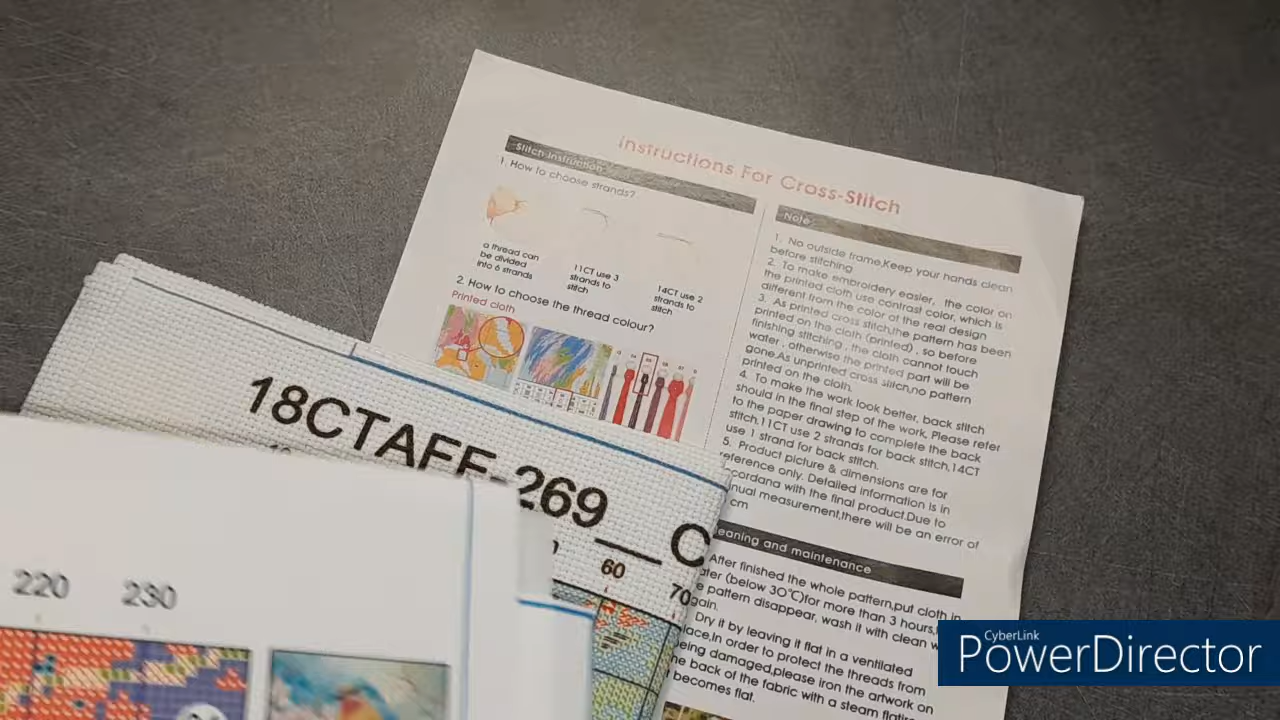 Instructions For Cross-Stitch
Stitch Instruction
1. How to choose strands?
a thread can
be divided
into 6 strands
11CT use 3
strands to
stitch
14CT use 2
strands to
stitch
2. How to choose the thread colour?
Printed cloth
Note
1. No outside frame,Keep your hands clean
before stitching
2. To make embroidery easier, the color on
the printed cloth use contrast color, which is
different from the color of the real design
3. As printed cross stitch,the pattern has been
printed on the cloth (printed) , so before
finishing stitching , the cloth cannot touch
water , otherwise the printed part will be
gone.As unprinted cross stitch,no pattern
printed on the cloth.
4. To make the work look better, back stitch
should in the final step of the work, Please refer
to the paper drawing to complete the back
stitch,11CT use 2 strands for back stitch,14CT
use 1 strand for back stitch.
5. Product picture & dimensions are for
reference only. Detailed information is in
ccordana with the final product.Due to
nual measurement,there will be an error of
cm
eaning and maintenance
After finished the whole pattern,put cloth in
ater (below 30℃)for more than 3 hours,
e pattern disappear, wash it with clean w
gain.
Dry it by leaving it flat in a ventilated
lace,In order to protect the threads from
eing damaged,please iron the artwork on
he back of the fabric with a steam flatir
becomes flat.
18CTAFF-269 C
60
70
220 230
CyberLink
PowerDirector